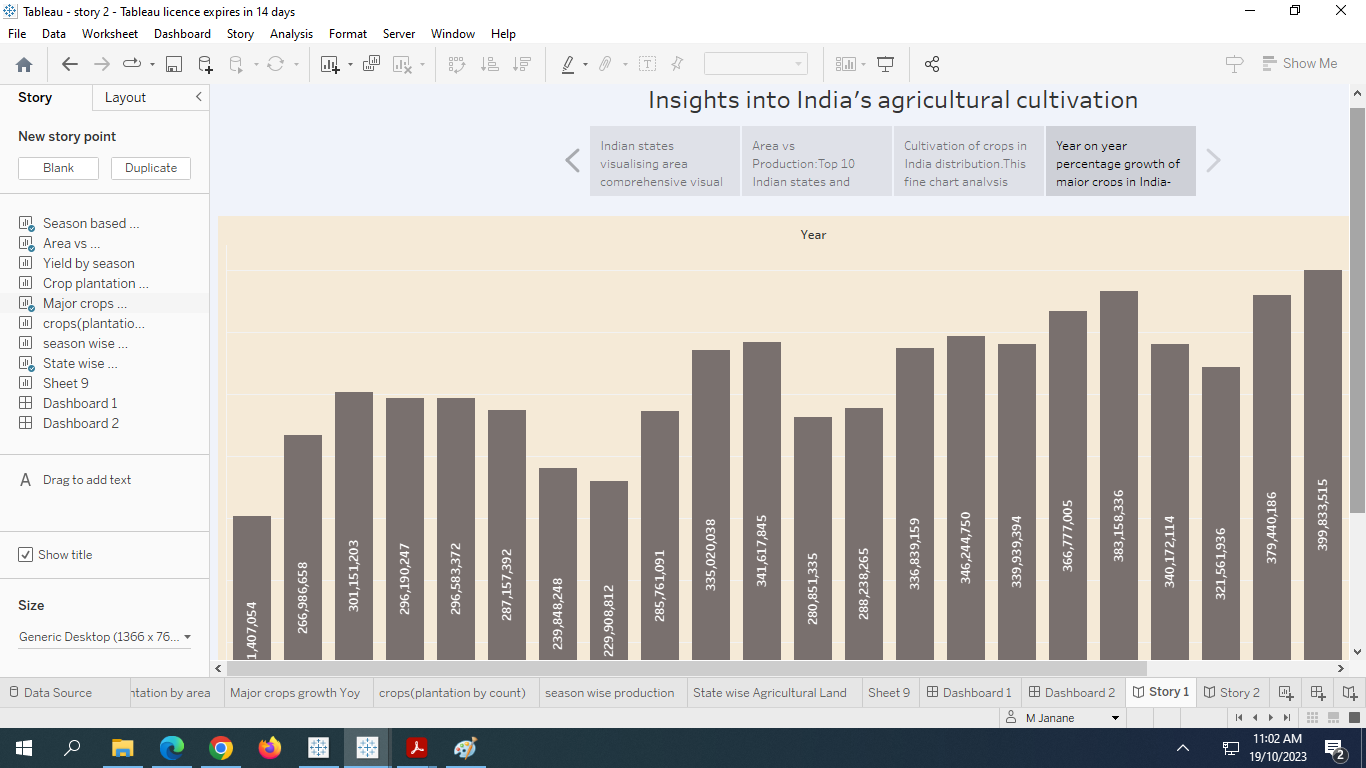 Tableau - story 2 - Tableau licence expires in 14 days
File Data Worksheet Dashboard Story Analysis Format Server Window Help
Show Me
Story Layout
New story point
Blank Duplicate
Season based ...
Area vs ...
Yield by season
Crop plantation ...
Major crops ...
crops(plantatio...
season wise ...
State wise ...
Sheet 9
Dashboard 1
Dashboard 2
A Drag to add text
Show title
Size
Generic Desktop (1366 x 76...
Insights into India's agricultural cultivation
Indian states
visualising area
comprehensive visual
Area vs
Production:Top 10
Indian states and
Cultivation of crops in
India distribution.This
fine chart analysis
Year on year
percentage growth of
major crops in India-
Year
1,407,054
266,986,658
301,151,203
296,190,247
296,583,372
287,157,392
239,848,248
229,908,812
285,761,091
335,020,038
341,617,845
280,851,335
288,238,265
336,839,159
346,244,750
339,939,394
366,777,005
383,158,336
340,172,114
321,561,936
379,440,186
399,833,515
Data Source ntation by area Major crops growth Yoy crops(plantation by count) season wise production State wise Agricultural Land Sheet 9 Dashboard 1 Dashboard 2 Story 1 Story 2
M Janane
11:02 AM
19/10/2023
2